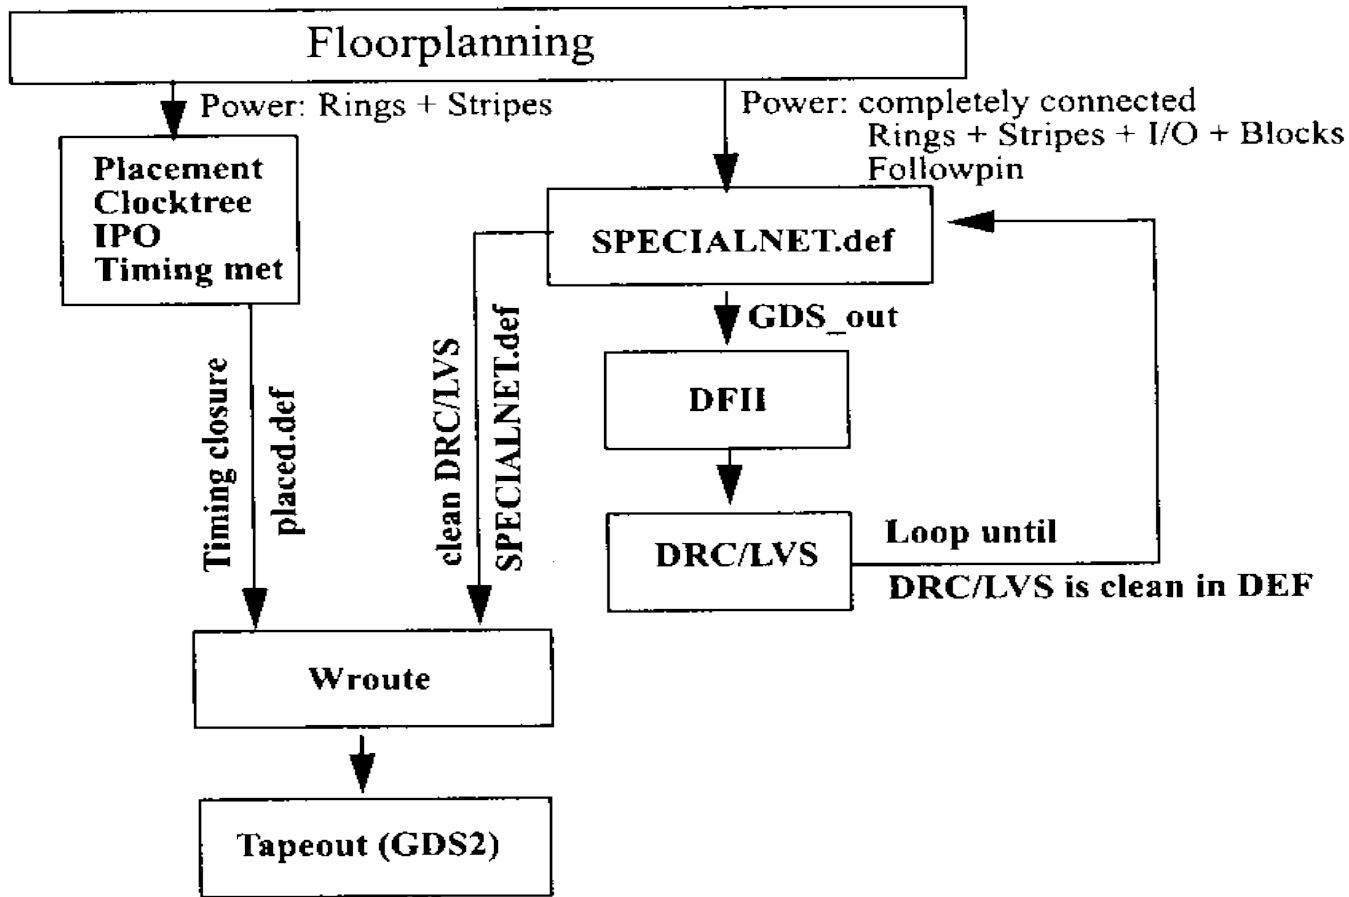 Floorplanning
Power: Rings + Stripes
Power: completely connected
Rings + Stripes + I/O + Blocks
Followpin
Placement
Clocktree
IPO
Timing met
SPECIALNET.def
GDS_out
DFII
Timing closure
placed.def
clean DRC/LVS
SPECIALNET.def
DRC/LVS
Loop until
DRC/LVS is clean in DEF
Wroute
Tapeout (GDS2)